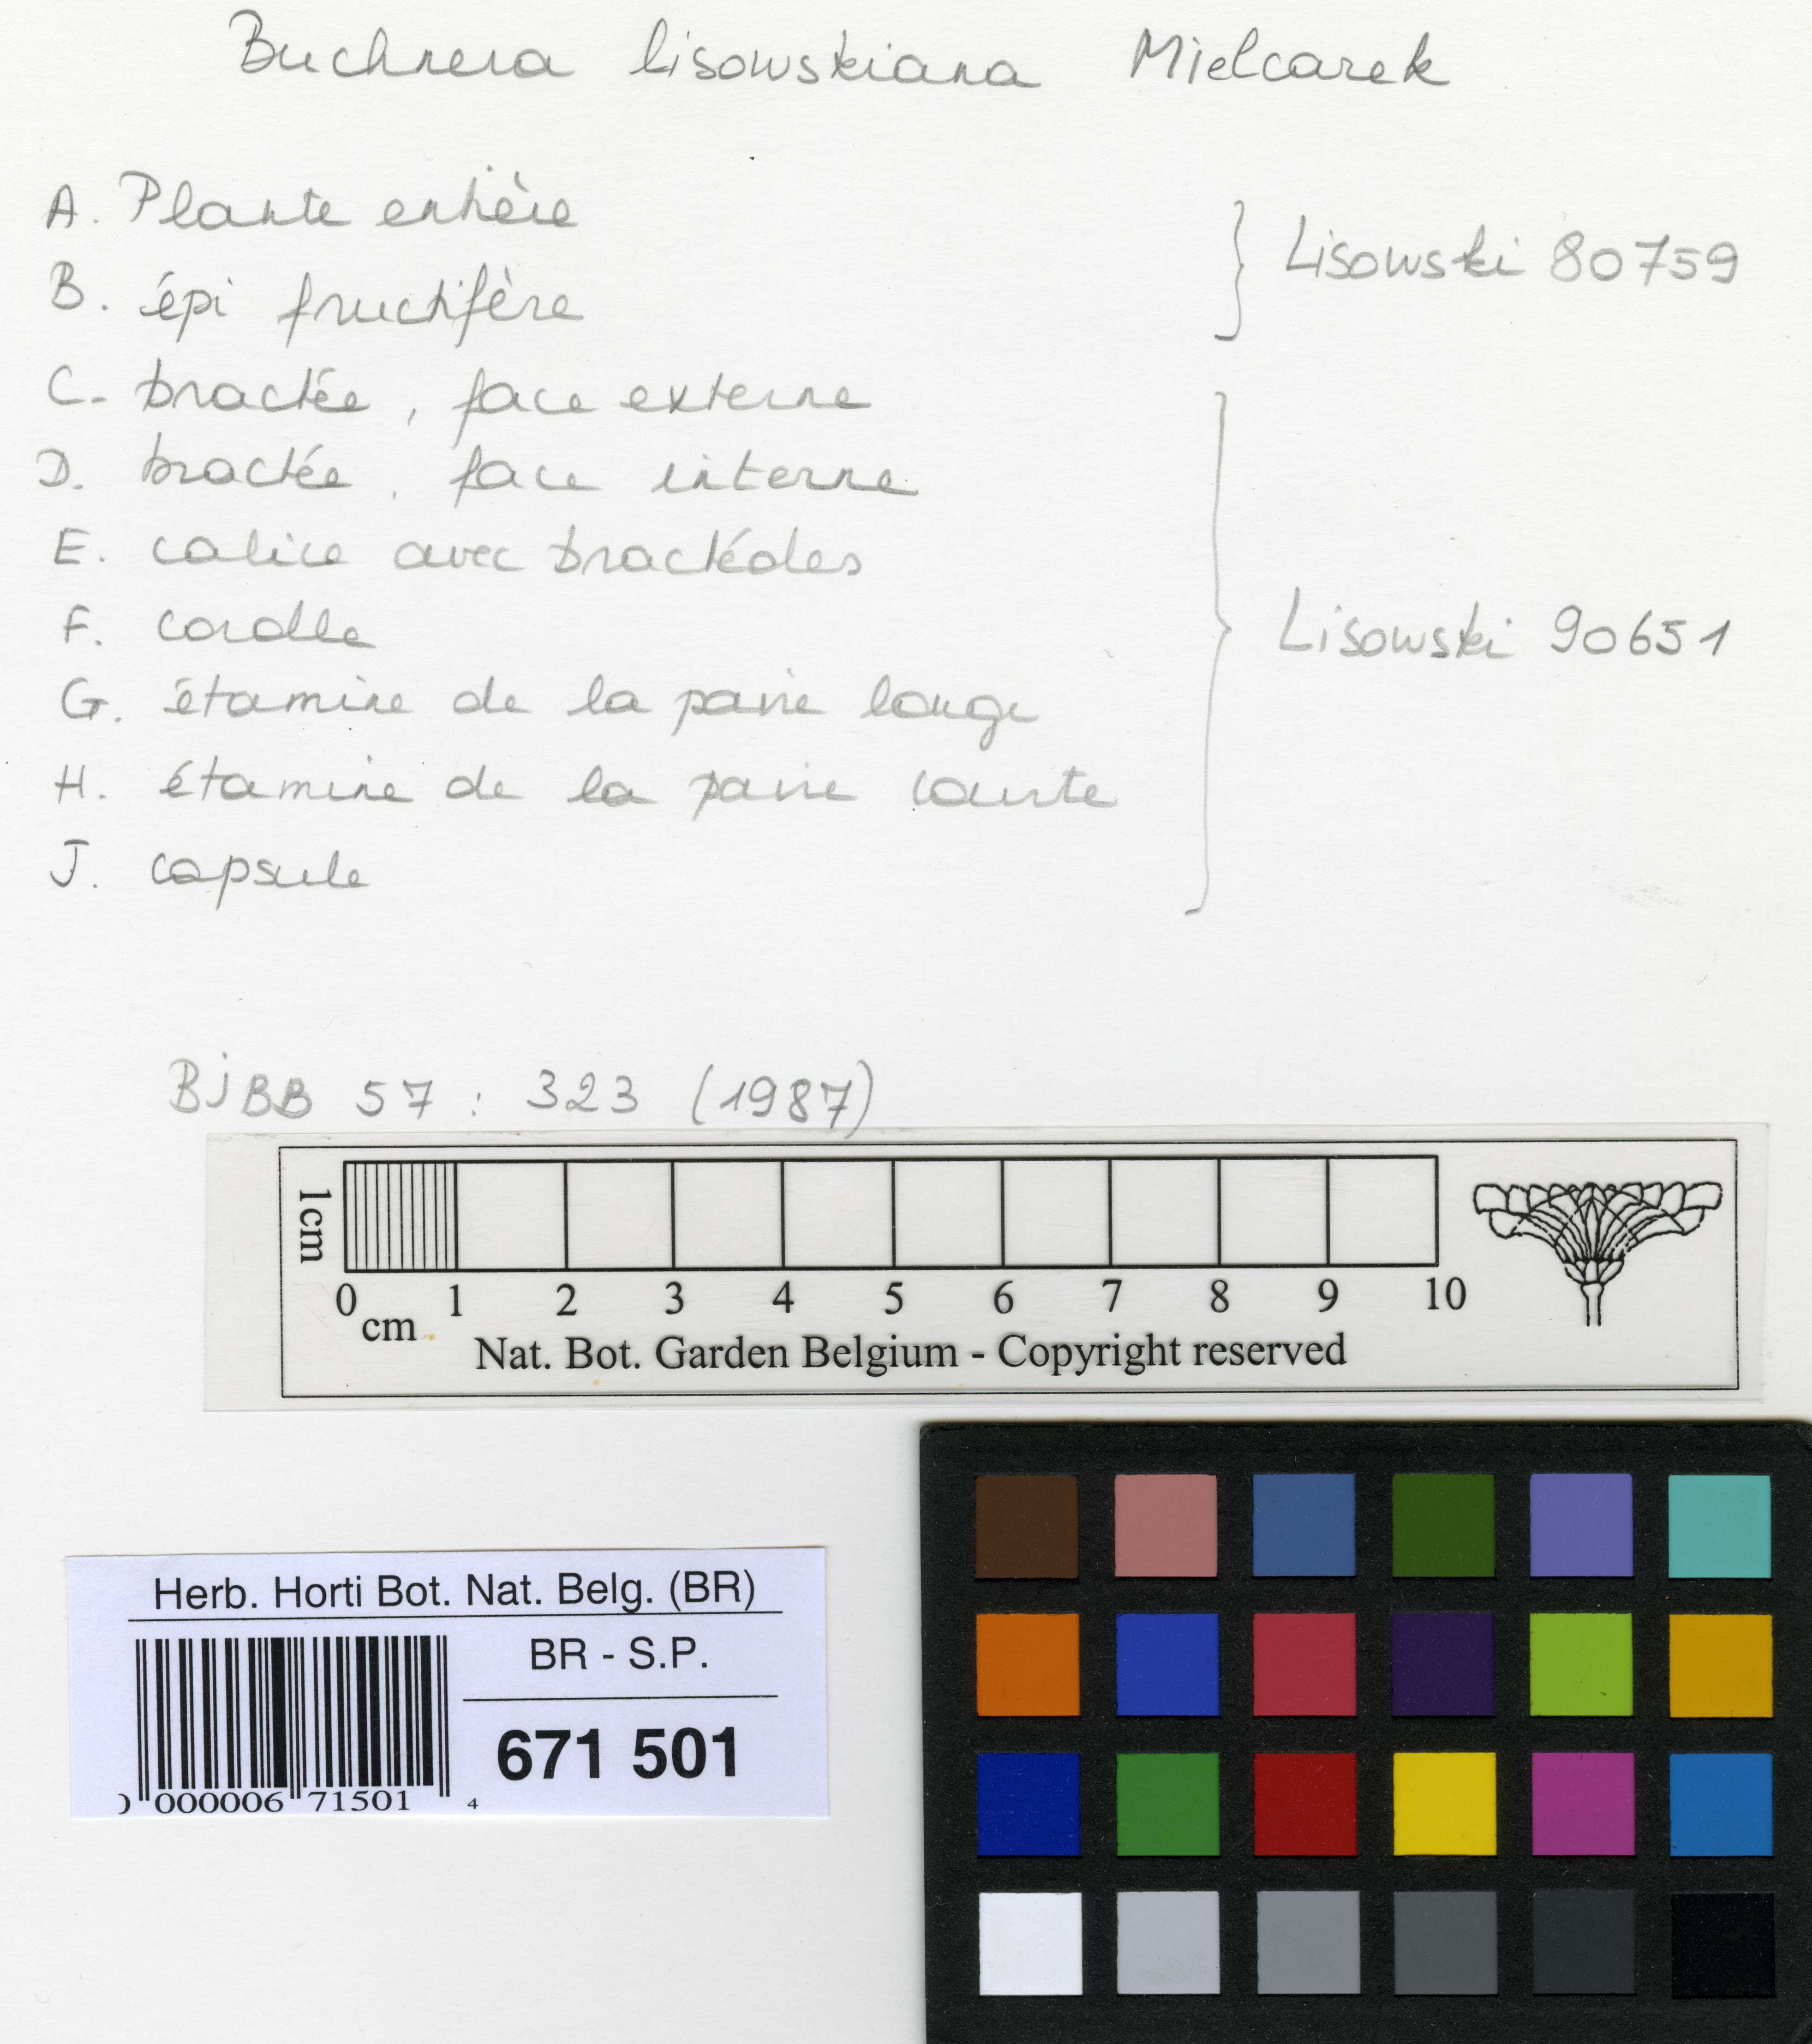 Buchnera lisowskiana Mielcarek
A. Plante entière
B. épi fructifère
} Lisowski 80759
C. bractée, face externe
D. bractée, face interne
E. calice avec bractéoles
F. corolle
G. étamine de la paire longue
H. étamine de la paire courte
J. capsule
} Lisowski 90651
BJBB 57 : 323 (1987)
1cm
0 1 2 3 4 5 6 7 8 9 10
cm
Nat. Bot. Garden Belgium - Copyright reserved
Herb. Horti Bot. Nat. Belg. (BR)
BR - S.P.
671 501
0 000006 71501 4